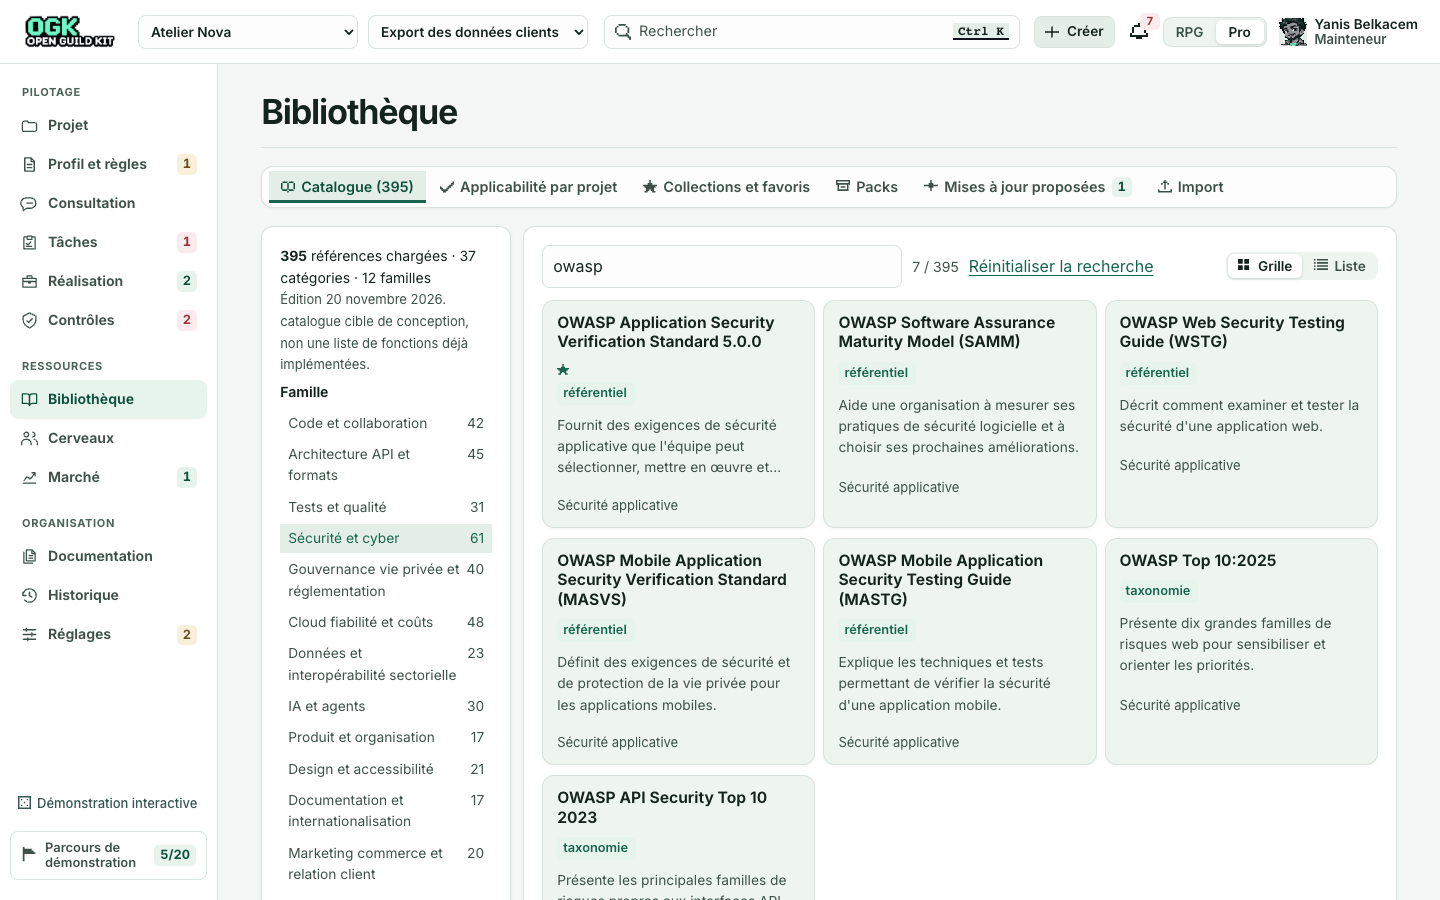 OGK
OPEN GUILD KIT
Atelier Nova
Export des données clients
Rechercher
Ctrl K
Créer
7
RPG
Pro
Yanis Belkacem
Mainteneur
PILOTAGE
Projet
Profil et règles 1
Consultation
Tâches 1
Réalisation 2
Contrôles 2
RESSOURCES
Bibliothèque
Cerveaux
Marché 1
ORGANISATION
Documentation
Historique
Réglages 2
Démonstration interactive
Parcours de
démonstration
5/20
Bibliothèque
Catalogue (395)
Applicabilité par projet
Collections et favoris
Packs
Mises à jour proposées 1
Import
395 références chargées · 37
catégories · 12 familles
Édition 20 novembre 2026.
catalogue cible de conception,
non une liste de fonctions déjà
implémentées.
Famille
Code et collaboration 42
Architecture API et 45
formats
Tests et qualité 31
Sécurité et cyber 61
Gouvernance vie privée et 40
réglementation
Cloud fiabilité et coûts 48
Données et 23
interopérabilité sectorielle
IA et agents 30
Produit et organisation 17
Design et accessibilité 21
Documentation et 17
internationalisation
Marketing commerce et 20
relation client
owasp
7 / 395
Réinitialiser la recherche
Grille
Liste
OWASP Application Security
Verification Standard 5.0.0
référentiel
Fournit des exigences de sécurité
applicative que l'équipe peut
sélectionner, mettre en œuvre et...
Sécurité applicative
OWASP Software Assurance
Maturity Model (SAMM)
référentiel
Aide une organisation à mesurer ses
pratiques de sécurité logicielle et à
choisir ses prochaines améliorations.
Sécurité applicative
OWASP Web Security Testing
Guide (WSTG)
référentiel
Décrit comment examiner et tester la
sécurité d'une application web.
Sécurité applicative
OWASP Mobile Application
Security Verification Standard
(MASVS)
référentiel
Définit des exigences de sécurité et
de protection de la vie privée pour
les applications mobiles.
Sécurité applicative
OWASP Mobile Application
Security Testing Guide
(MASTG)
référentiel
Explique les techniques et tests
permettant de vérifier la sécurité
d'une application mobile.
Sécurité applicative
OWASP Top 10:2025
taxonomie
Présente dix grandes familles de
risques web pour sensibiliser et
orienter les priorités.
Sécurité applicative
OWASP API Security Top 10
2023
taxonomie
Présente les principales familles de
risques propres aux interfaces API